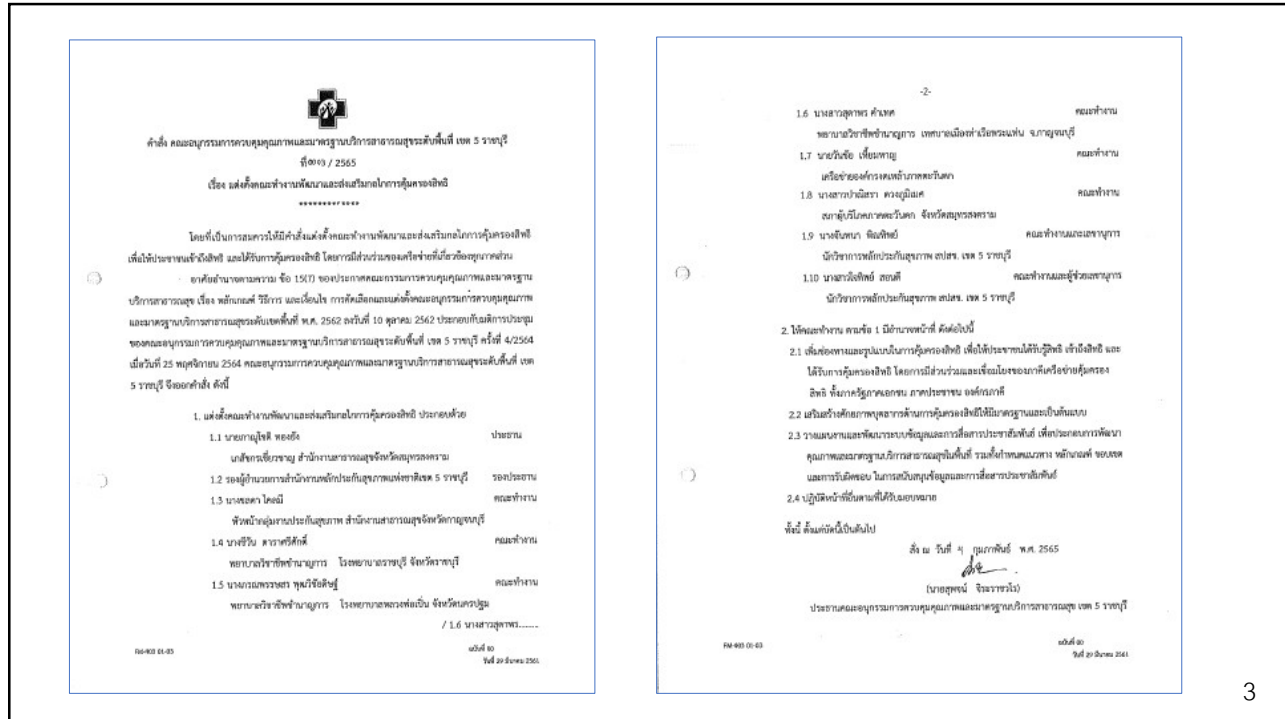 คำสั่ง คณะอนุกรรมการควบคุมคุณภาพและมาตรฐานบริการสาธารณสุขระดับพื้นที่ เขต 5 ราชบุรี
ที่ / 2565
เรื่อง แต่งตั้งคณะทำงานพัฒนาและส่งเสริมกลไกการคุ้มครองสิทธิ
*************
โดยที่เป็นการสมควรให้มีคำสั่งแต่งตั้งคณะทำงานพัฒนาและส่งเสริมกลไกการคุ้มครองสิทธิ
เพื่อให้ประชาชนเข้าถึงสิทธิ และได้รับการคุ้มครองสิทธิ โดยการมีส่วนร่วมของเครือข่ายที่เกี่ยวข้องทุกภาคส่วน
อาศัยอำนาจตามความ ข้อ 15(7) ของประกาศคณะกรรมการควบคุมคุณภาพและมาตรฐาน
บริการสาธารณสุข เรื่อง หลักเกณฑ์ วิธีการ และเงื่อนไข การคัดเลือกและแต่งตั้งคณะอนุกรรมการควบคุมคุณภาพ
และมาตรฐานบริการสาธารณสุขระดับเขตพื้นที่ พ.ศ. 2562 ลงวันที่ 10 ตุลาคม 2562 ประกอบกับมติการประชุม
ของคณะอนุกรรมการควบคุมคุณภาพและมาตรฐานบริการสาธารณสุขระดับพื้นที่ เขต 5 ราชบุรี ครั้งที่ 4/2564
เมื่อวันที่ 25 พฤศจิกายน 2564 คณะอนุกรรมการควบคุมคุณภาพและมาตรฐานบริการสาธารณสุขระดับพื้นที่ เขต
5 ราชบุรี จึงออกคำสั่ง ดังนี้
1. แต่งตั้งคณะทำงานพัฒนาและส่งเสริมกลไกการคุ้มครองสิทธิ ประกอบด้วย
1.1 นายภาณุโชติ ทองยัง ประธาน
เภสัชกรเชี่ยวชาญ สำนักงานสาธารณสุขจังหวัดสมุทรสงคราม
1.2 รองผู้อำนวยการสำนักงานหลักประกันสุขภาพแห่งชาติเขต 5 ราชบุรี รองประธาน
1.3 นางชลดา ไคลมี คณะทำงาน
หัวหน้ากลุ่มงานประกันสุขภาพ สำนักงานสาธารณสุขจังหวัดกาญจนบุรี
1.4 นางชีวัน ดาราศรีศักดิ์ คณะทำงาน
พยาบาลวิชาชีพชำนาญการ โรงพยาบาลราชบุรี จังหวัดราชบุรี
1.5 พุฒวิชัยดิษฐ์ คณะทำงาน
พยาบาลวิชาชีพชำนาญการ โรงพยาบาลหลวงพ่อเปิ่น จังหวัดนครปฐม
/ 1.6 นางสาวสุดาพร.......
ฉบับที่ 00
วันที่ 29 มีนาคม 2561
-2-
1.6 นางสาวสุดาพร คำเทศ คณะทำงาน
พยาบาลวิชาชีพชำนาญการ เทศบาลเมืองท่าเรือพระแท่น จ.กาญจนบุรี
1.7 นายวันชัย เหี้ยมหาญ คณะทำงาน
เครือข่ายองค์กรงดเหล้าภาคตะวันตก
1.8 นางสาวปาณิสรา ดวงภูมิเมศ คณะทำงาน
สภาผู้บริโภคภาคตะวันตก จังหวัดสมุทรสงคราม
1.9 นางจันทนา พิณทิพย์ คณะทำงานและเลขานุการ
นักวิชาการหลักประกันสุขภาพ สปสช. เขต 5 ราชบุรี
1.10 นางสาวใจทิพย์ สอนดี คณะทำงานและผู้ช่วยเลขานุการ
นักวิชาการหลักประกันสุขภาพ สปสช. เขต 5 ราชบุรี
2. ให้คณะทำงาน ตามข้อ 1 มีอำนาจหน้าที่ ดังต่อไปนี้
2.1 เพิ่มช่องทางและรูปแบบในการคุ้มครองสิทธิ เพื่อให้ประชาชนได้รับรู้สิทธิ เข้าถึงสิทธิ และ
ได้รับการคุ้มครองสิทธิ โดยการมีส่วนร่วมและเชื่อมโยงของภาคีเครือข่ายคุ้มครอง
สิทธิ ทั้งภาครัฐภาคเอกชน ภาคประชาชน องค์กรภาคี
2.2 เสริมสร้างศักยภาพบุคลากรด้านการคุ้มครองสิทธิให้มีมาตรฐานและเป็นต้นแบบ
2.3 วางแผนงานและพัฒนาระบบข้อมูลและการสื่อสารประชาสัมพันธ์ เพื่อประกอบการพัฒนา
คุณภาพและมาตรฐานบริการสาธารณสุขในพื้นที่ รวมทั้งกำหนดแนวทาง หลักเกณฑ์ ขอบเขต
และการรับผิดชอบ ในการสนับสนุนข้อมูลและการสื่อสารประชาสัมพันธ์
2.4 ปฏิบัติหน้าที่อื่นตามที่ได้รับมอบหมาย
ทั้งนี้ ตั้งแต่บัดนี้เป็นต้นไป
สั่ง ณ วันที่ กุมภาพันธ์ พ.ศ. 2565
(นายสุพจน์ จิระราชวโร)
ประธานคณะอนุกรรมการควบคุมคุณภาพและมาตรฐานบริการสาธารณสุข เขต 5 ราชบุรี
FM-403 01-03
ฉบับที่ 00
วันที่ 29 มีนาคม 2561
3